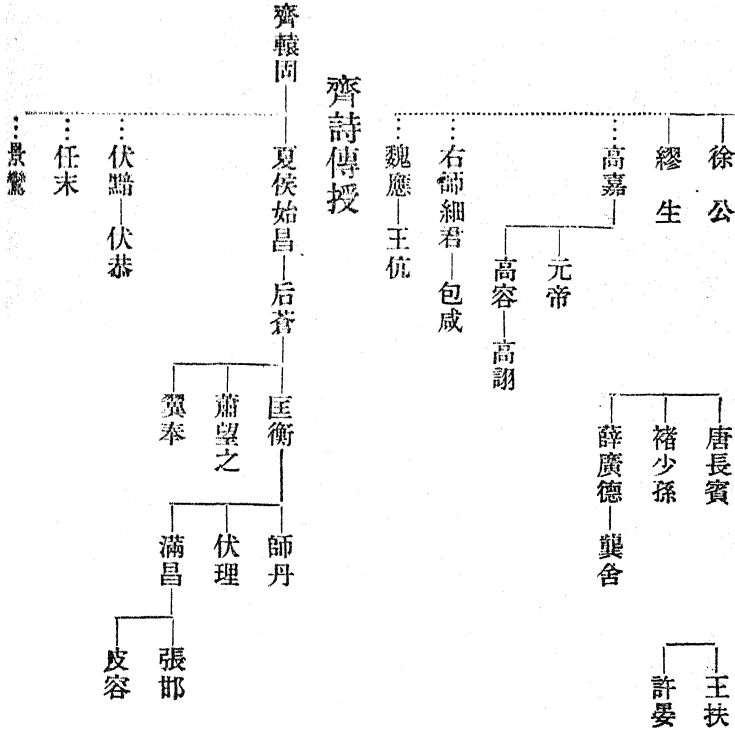 徐公
繆生
高嘉
元帝
高容
高詡
右師細君
包咸
魏應
王伉
唐長賓
褚少孫
薛廣德
龔舍
王扶
許晏
齊詩傳授
齊轅固
夏侯始昌
后蒼
匡衡
蕭望之
翼奉
師丹
伏理
滿昌
張邯
皮容
伏黯
伏恭
任末
景鸞